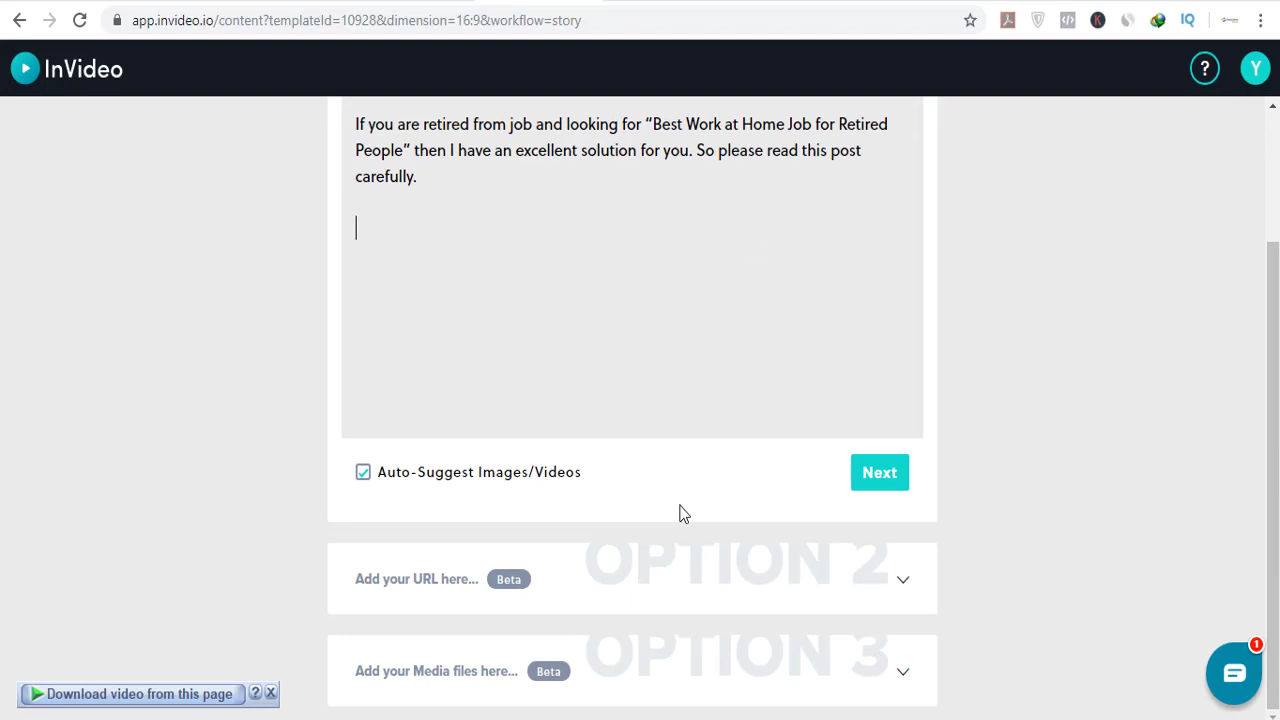 app.invideo.io/content?templateId=10928&dimension=16:9&workflow=story
IQ
InVideo
?
Y
If you are retired from job and looking for “Best Work at Home Job for Retired
People” then I have an excellent solution for you. So please read this post
carefully.
Auto-Suggest Images/Videos
Next
OPTION 2
Add your URL here...
Beta
OPTION 3
Add your Media files here...
Beta
1
Download video from this page
?
X